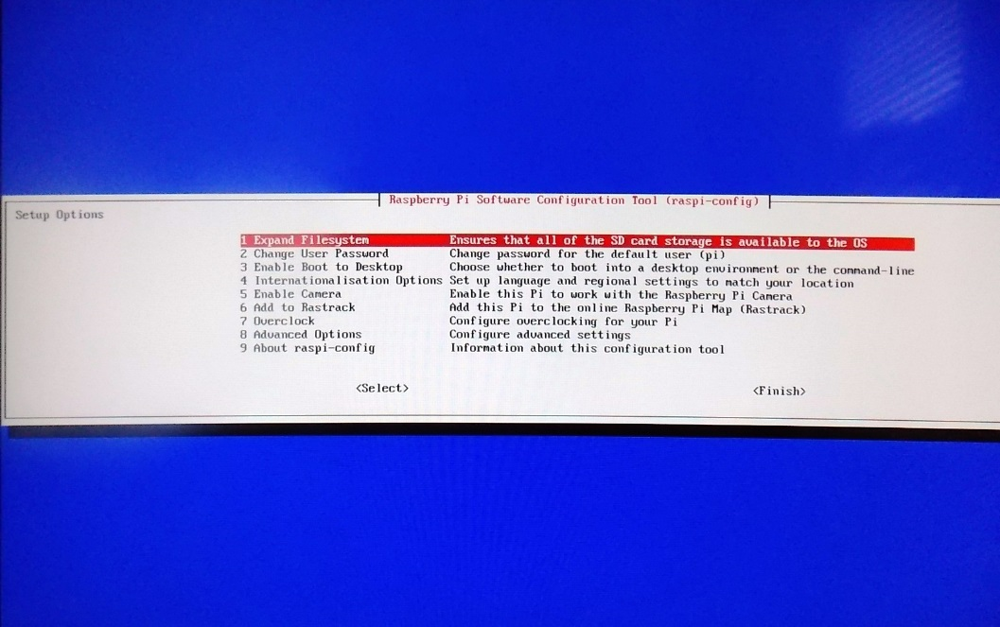 Raspberry Pi Software Configuration Tool (raspi-config)
Setup Options
1 Expand Filesystem Ensures that all of the SD card storage is available to the OS
2 Change User Password Change password for the default user (pi)
3 Enable Boot to Desktop Choose whether to boot into a desktop environment or the command-line
4 Internationalisation Options Set up language and regional settings to match your location
5 Enable Camera Enable this Pi to work with the Raspberry Pi Camera
6 Add to Rastrack Add this Pi to the online Raspberry Pi Map (Rastrack)
7 Overclock Configure overclocking for your Pi
8 Advanced Options Configure advanced settings
9 About raspi-config Information about this configuration tool
<Select> <Finish>